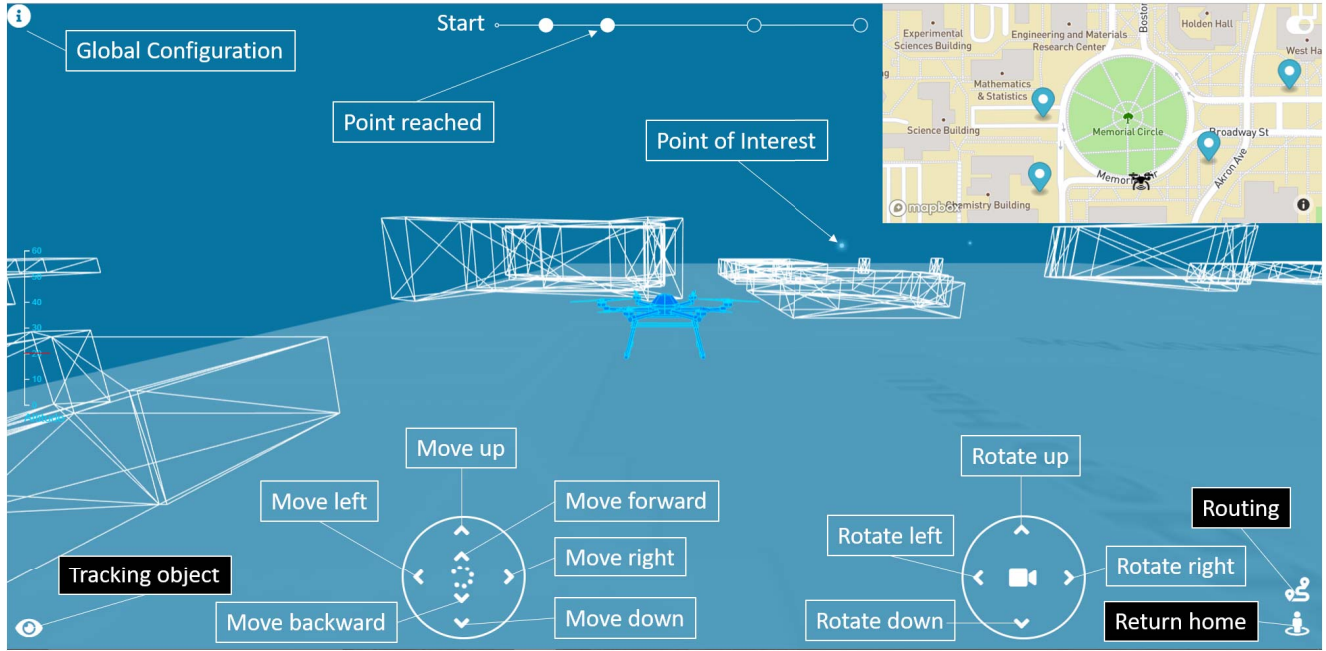 Start
Global Configuration
Point reached
Point of Interest
Experimental
Sciences Building
Engineering and Materials
Research Center
Boston
Holden Hall
West Ha
Mathematics
& Statistics
Science Building
Memorial Circle
Broadway St
Akron Ave
mapbox
Chemistry Building
60
40
30
20
10
0
Move up
Move left
Move forward
Move right
Move backward
Move down
Tracking object
Rotate up
Rotate left
Rotate right
Rotate down
Routing
Return home